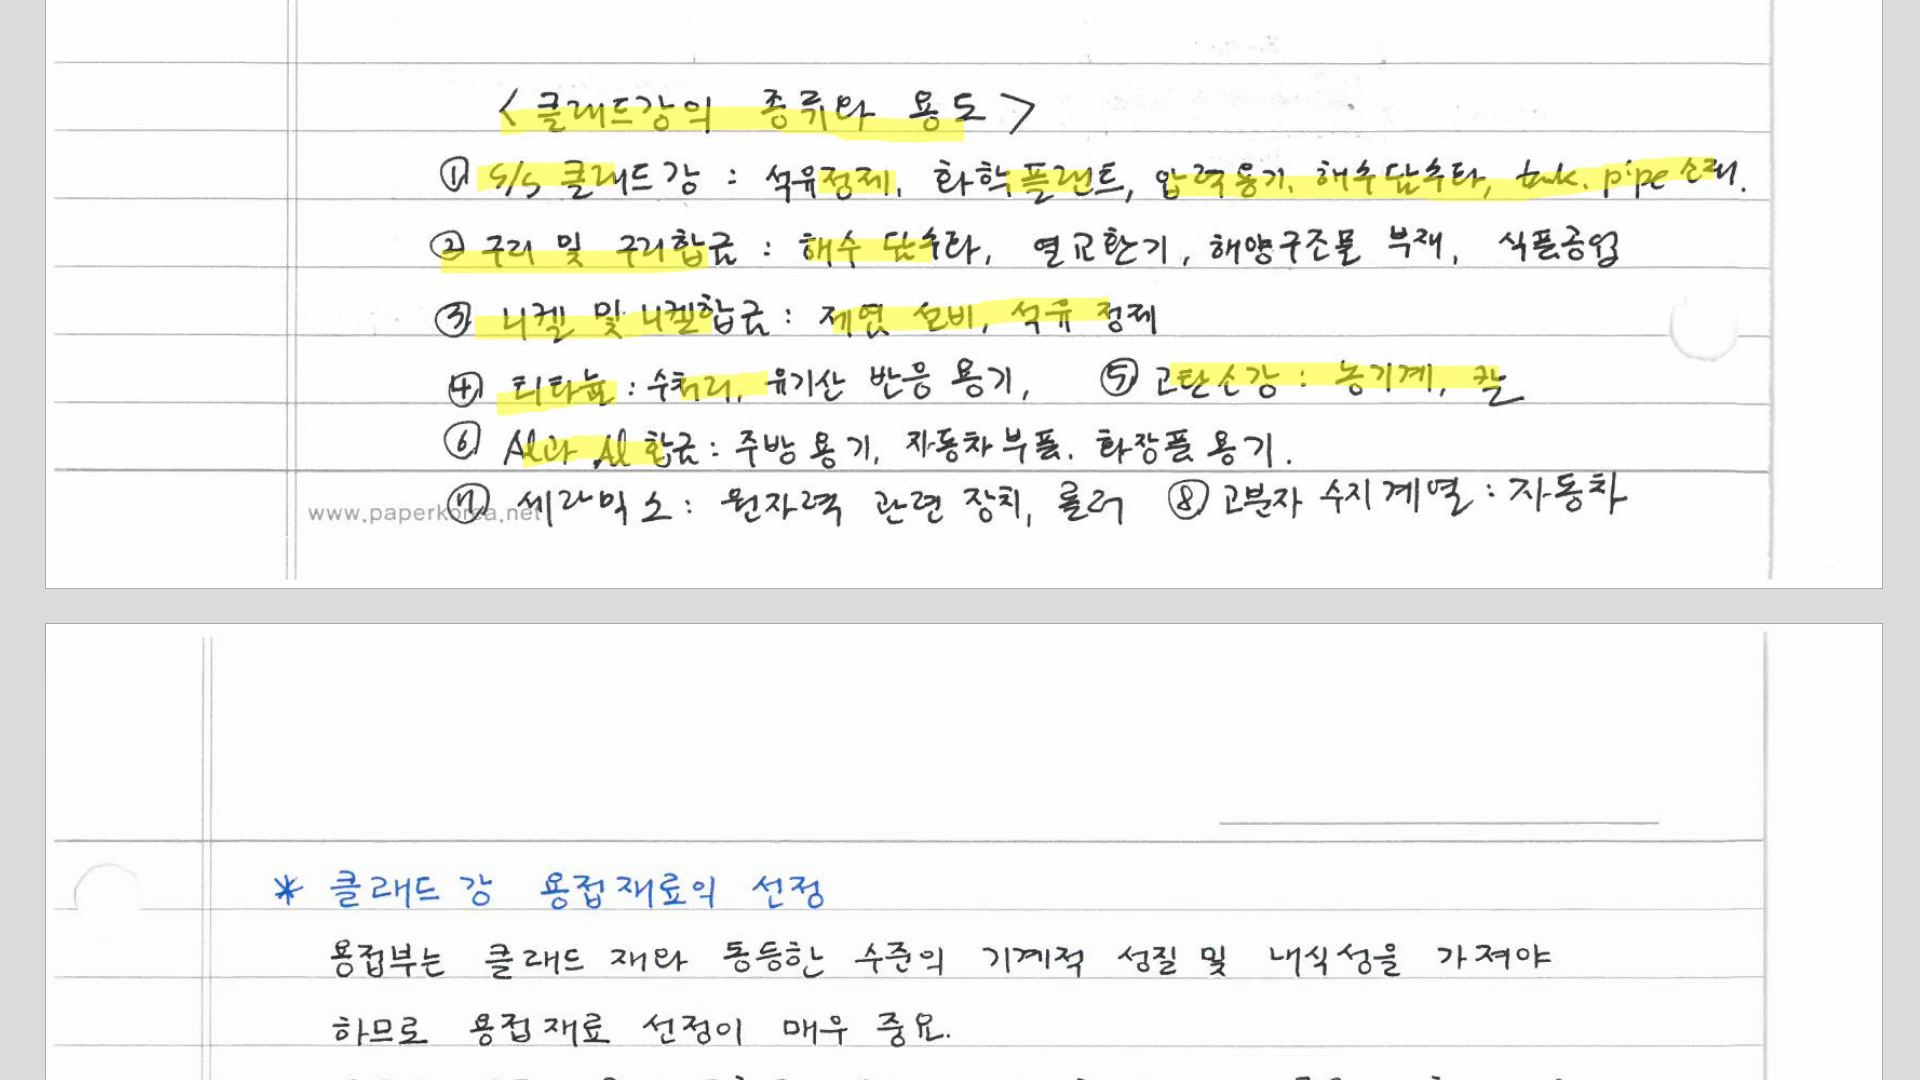 <클래드강의 종류와 용도>
① S/S 클래드강 : 석유정제, 화학플랜트, 압력용기, 해수담수화, tank, pipe 소재.
② 구리 및 구리합금 : 해수 담수화, 열교환기, 해양구조물 부재, 식품공업
③ 니켈 및 니켈합금 : 제염 설비, 석유 정제
④ 티타늄 : 수처리, 유기산 반응 용기, ⑤ 고탄소강 : 농기계, 칼
⑥ Al과 Al 합금 : 주방 용기, 자동차부품, 화장품 용기.
⑦ 세라믹스 : 원자력 관련 장치, 롤러 ⑧ 고분자 수지계열 : 자동차
www.paperkorea.net
* 클래드강 용접재료의 선정
용접부는 클래드 재와 동등한 수준의 기계적 성질 및 내식성을 가져야
하므로 용접재료 선정이 매우 중요.